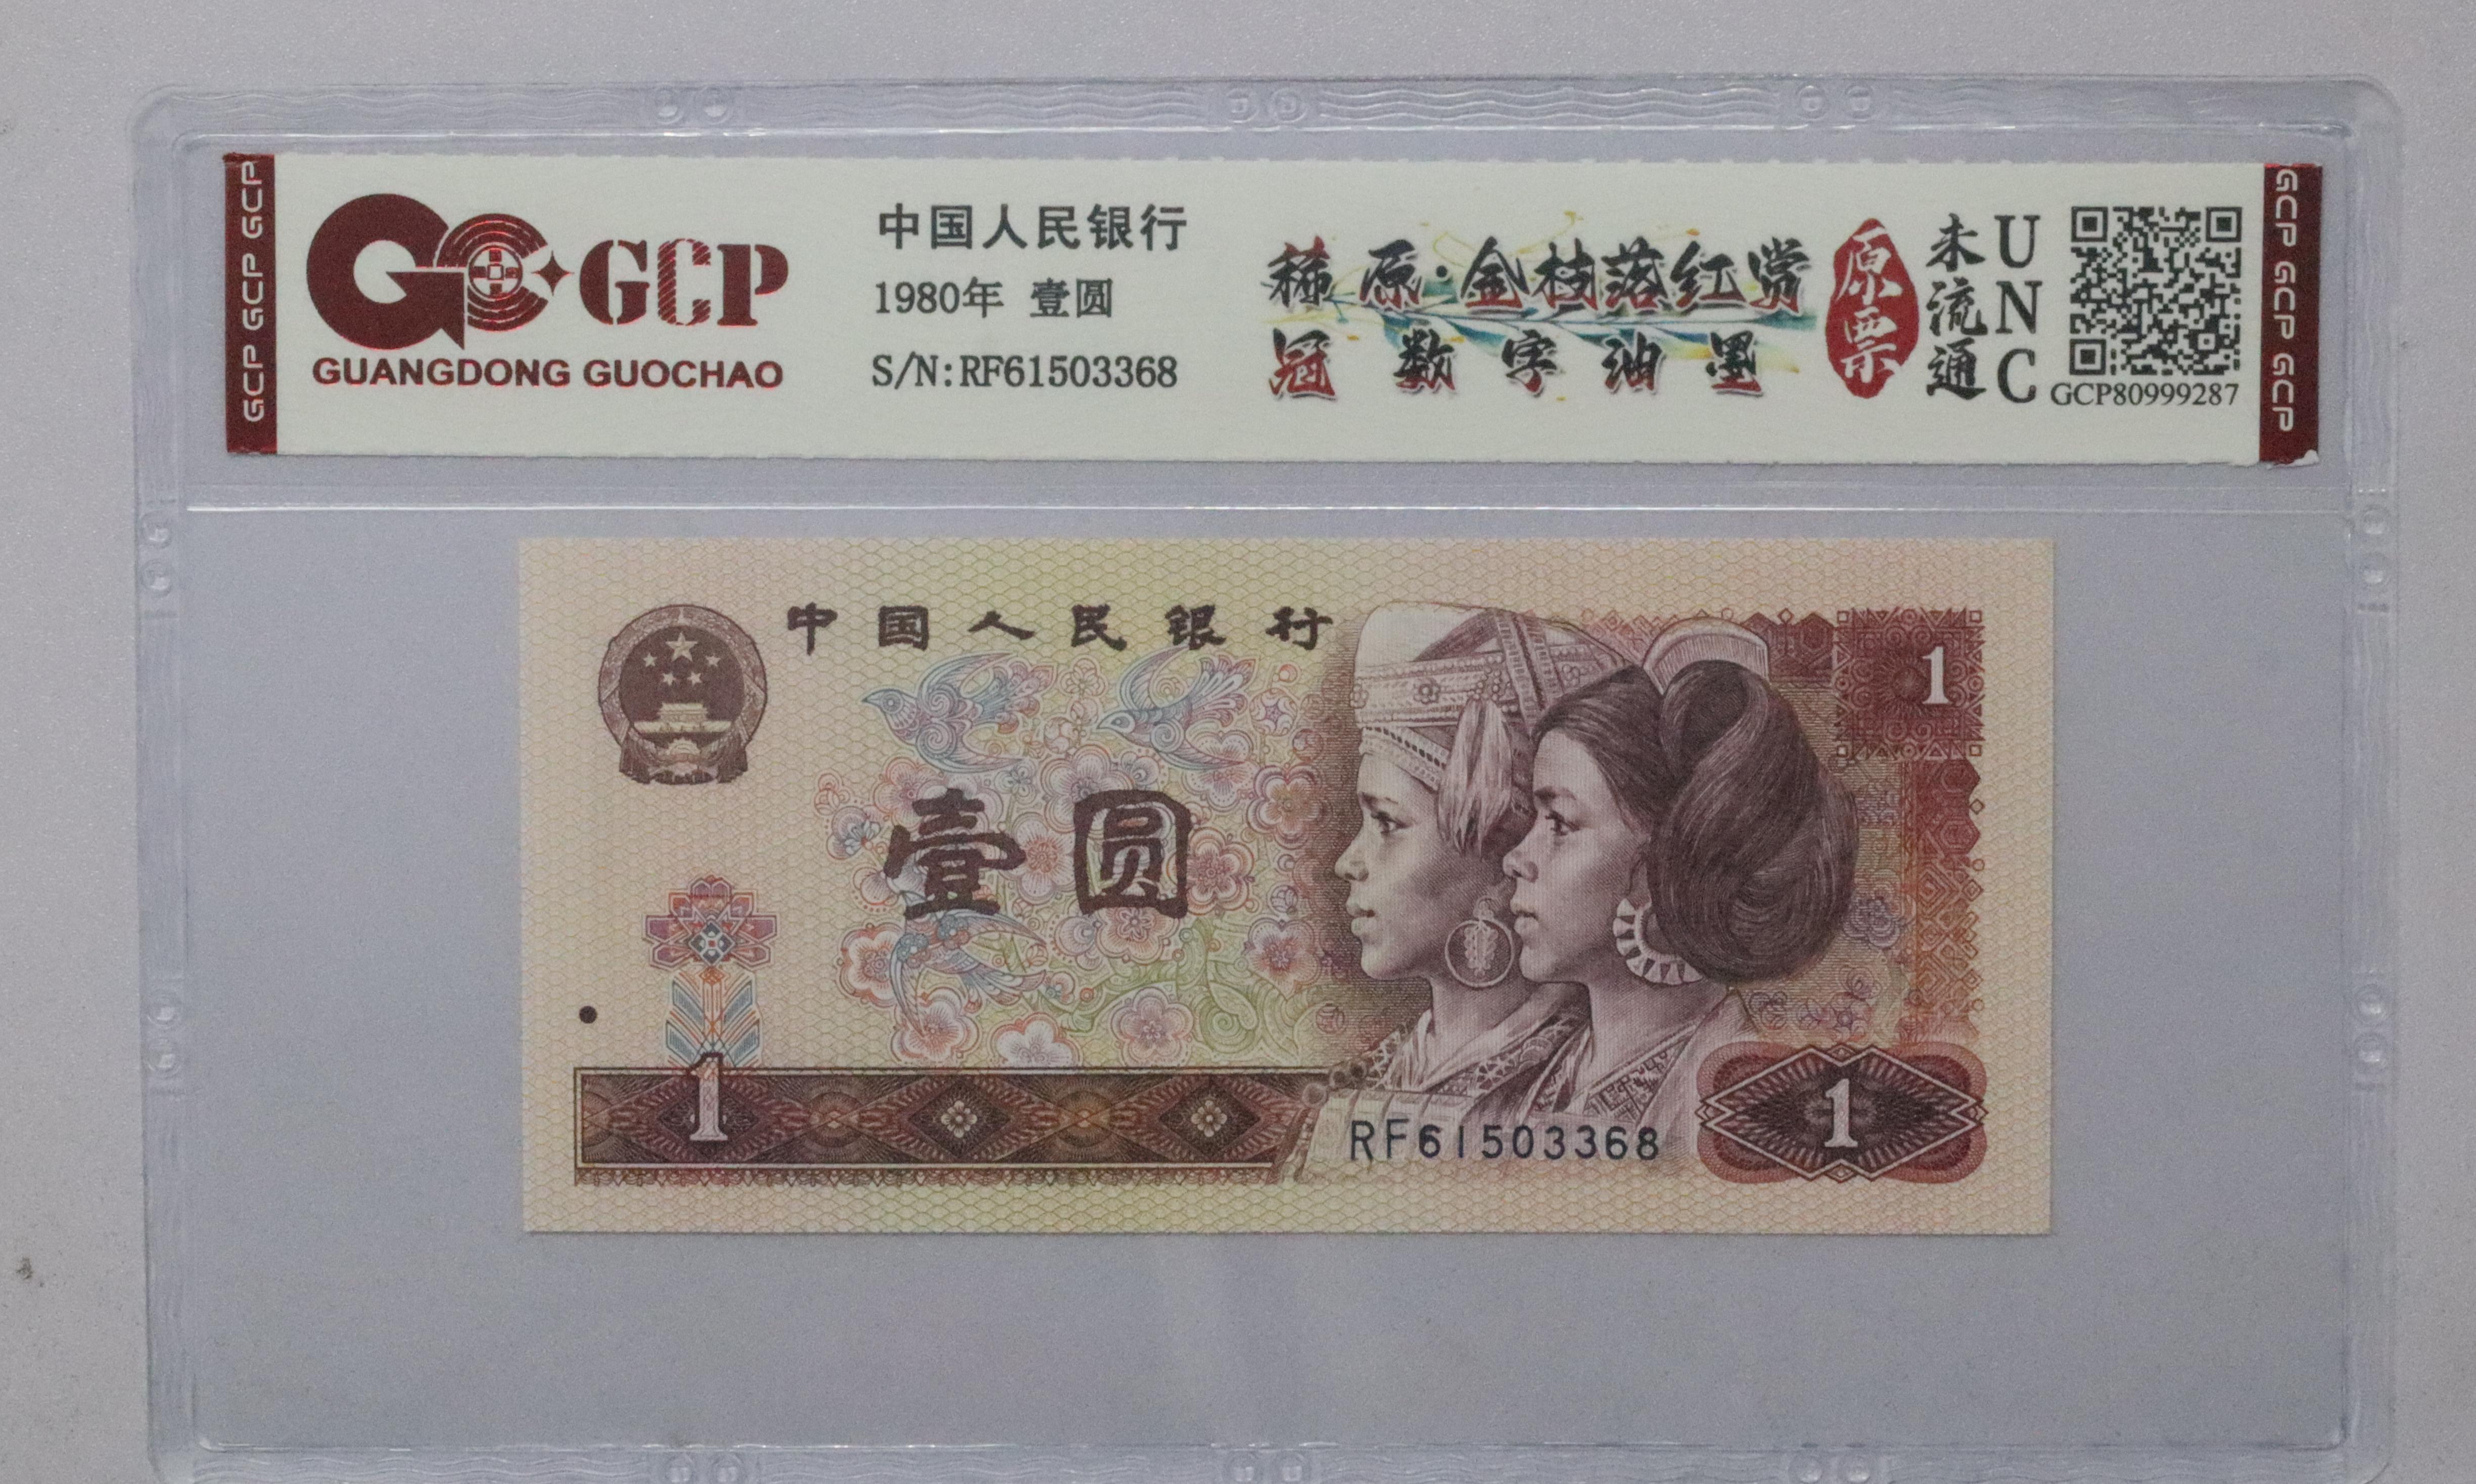 GCP GCP GCP
GCP
GUANGDONG GUOCHAO
中国人民银行
1980年 壹圆
S/N:RF61503368
稀原·金枝落红赏
冠数字油墨
原票
未流通
UNC
GCP80999287
GCP GCP GCP
中国人民银行
1
壹圆
1
RF61503368
1